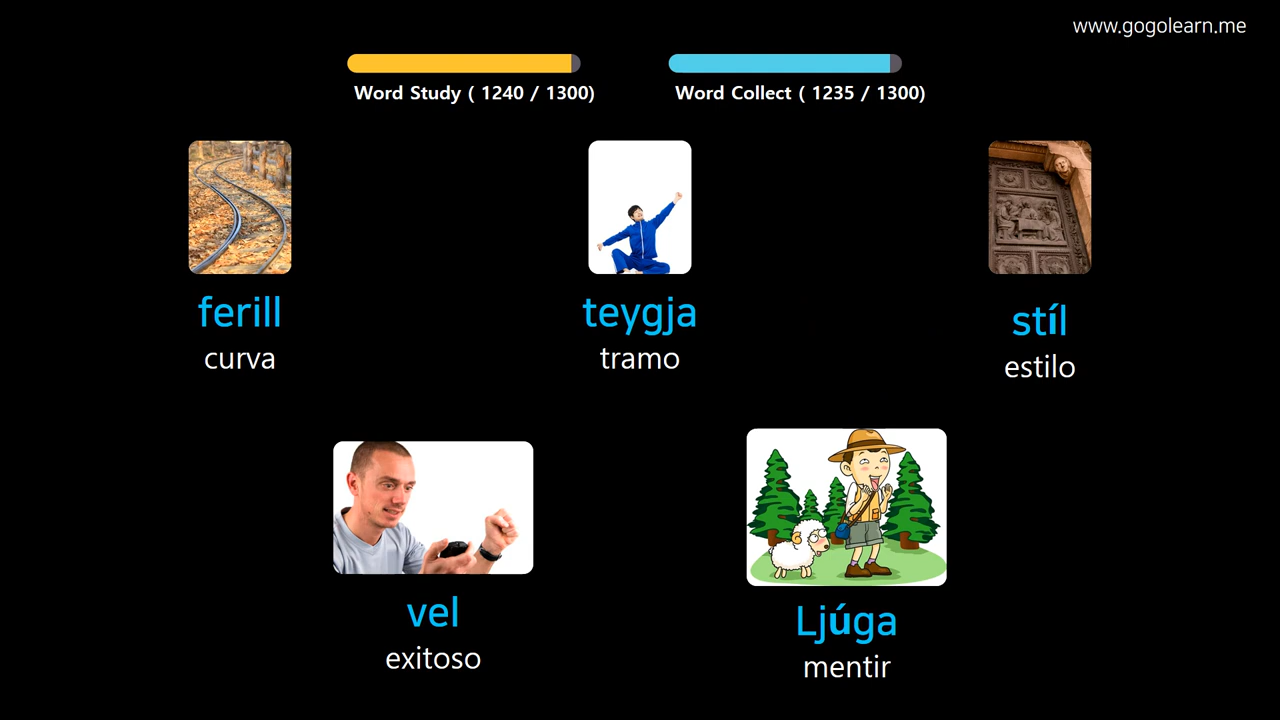 www.gogolearn.me
Word Study ( 1240 / 1300)
Word Collect ( 1235 / 1300)
ferill
curva
teygja
tramo
stíl
estilo
vel
exitoso
Ljúga
mentir